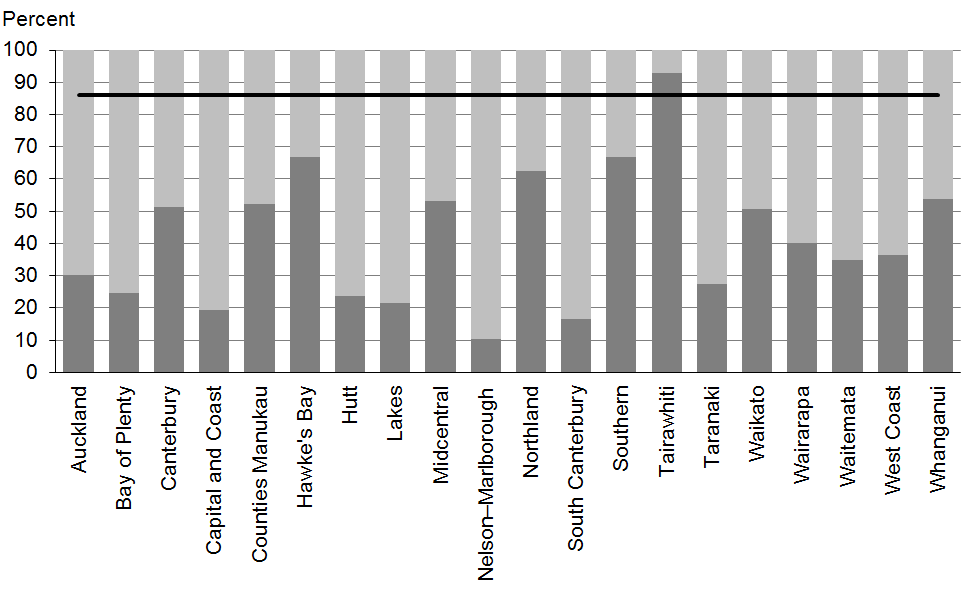 Percent
100
90
80
70
60
50
40
30
20
10
0
Auckland
Bay of Plenty
Canterbury
Capital and Coast
Counties Manukau
Hawke's Bay
Hutt
Lakes
Midcentral
Nelson–Marlborough
Northland
South Canterbury
Southern
Tairawhiti
Taranaki
Waikato
Wairarapa
Waitemata
West Coast
Whanganui